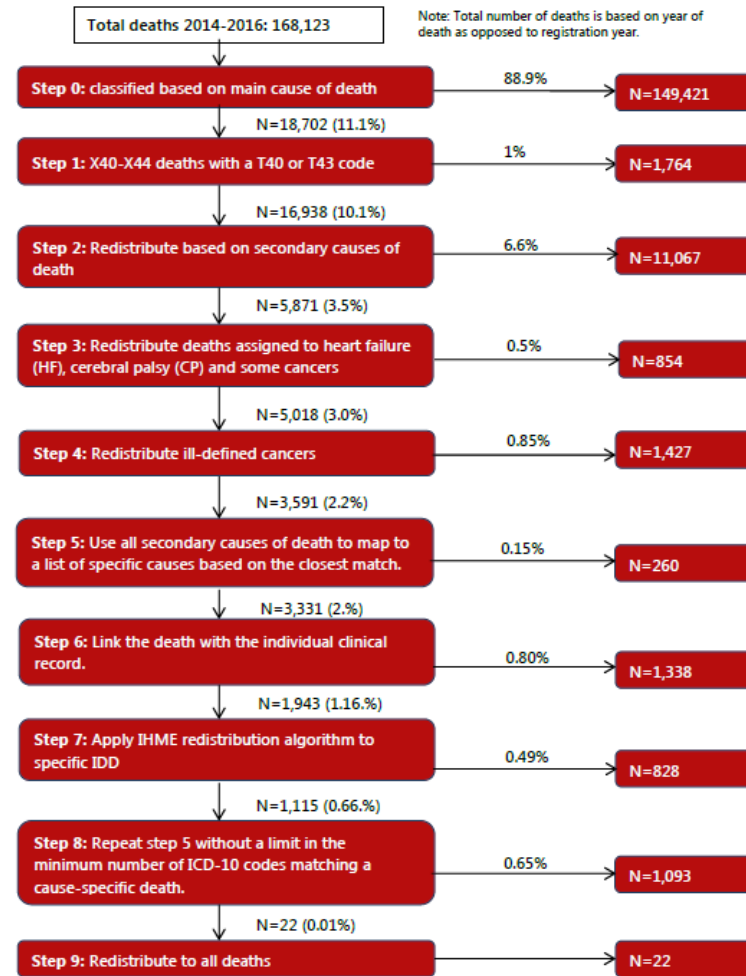 Total deaths 2014-2016: 168,123
Note: Total number of deaths is based on year of
death as opposed to registration year.
Step 0: classified based on main cause of death
88.9%
N=149,421
N=18,702 (11.1%)
Step 1: X40-X44 deaths with a T40 or T43 code
1%
N=1,764
N=16,938 (10.1%)
Step 2: Redistribute based on secondary causes of
death
6.6%
N=11,067
N=5,871 (3.5%)
Step 3: Redistribute deaths assigned to heart failure
(HF), cerebral palsy (CP) and some cancers
0.5%
N=854
N=5,018 (3.0%)
Step 4: Redistribute ill-defined cancers
0.85%
N=1,427
N=3,591 (2.2%)
Step 5: Use all secondary causes of death to map to
a list of specific causes based on the closest match.
0.15%
N=260
N=3,331 (2.%)
Step 6: Link the death with the individual clinical
record.
0.80%
N=1,338
N=1,943 (1.16.%)
Step 7: Apply IHME redistribution algorithm to
specific IDD
0.49%
N=828
N=1,115 (0.66.%)
Step 8: Repeat step 5 without a limit in the
minimum number of ICD-10 codes matching a
cause-specific death.
0.65%
N=1,093
N=22 (0.01%)
Step 9: Redistribute to all deaths
N=22